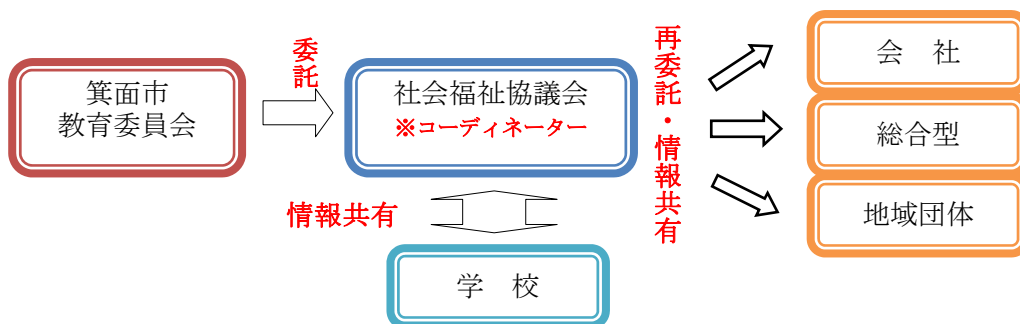 箕面市
教育委員会
委託
社会福祉協議会
※コーディネーター
再委託・情報共有
会　社
総合型
地域団体
情報共有
学　校